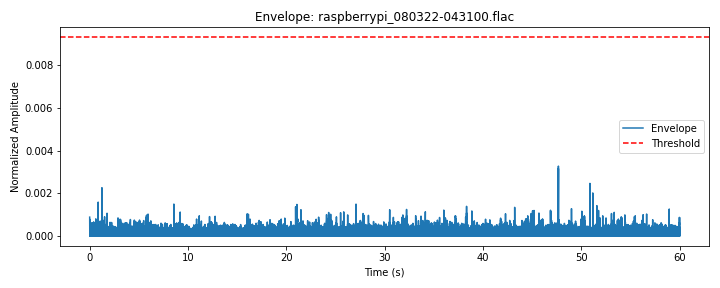 Envelope: raspberrypi_080322-043100.flac
Normalized Amplitude
0.008
0.006
0.004
0.002
0.000
Envelope
Threshold
0
10
20
30
40
50
60
Time (s)